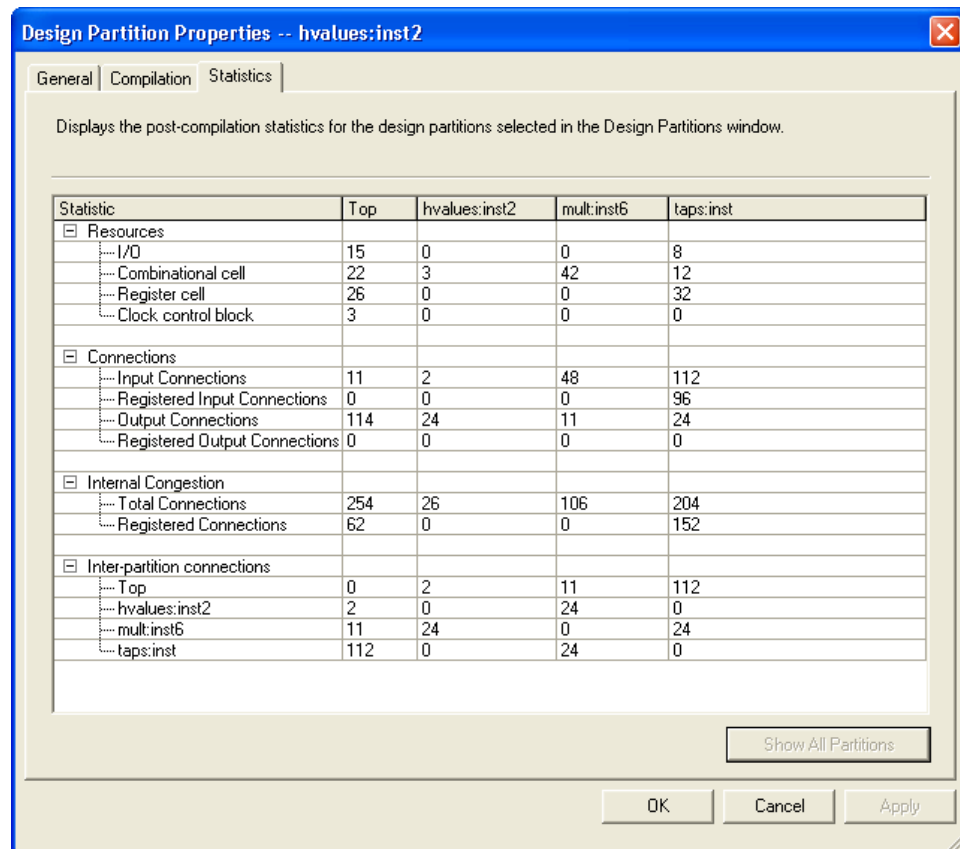 Design Partition Properties -- hvalues:inst2
General Compilation Statistics
Displays the post-compilation statistics for the design partitions selected in the Design Partitions window.
Statistic Top hvalues:inst2 mult:inst6 taps:inst
Resources
I/O 15 0 0 8
Combinational cell 22 3 42 12
Register cell 26 0 0 32
Clock control block 3 0 0 0
Connections
Input Connections 11 2 48 112
Registered Input Connections 0 0 0 96
Output Connections 114 24 11 24
Registered Output Connections 0 0 0 0
Internal Congestion
Total Connections 254 26 106 204
Registered Connections 62 0 0 152
Inter-partition connections
Top 0 2 11 112
hvalues:inst2 2 0 24 0
mult:inst6 11 24 0 24
taps:inst 112 0 24 0
Show All Partitions
OK Cancel Apply